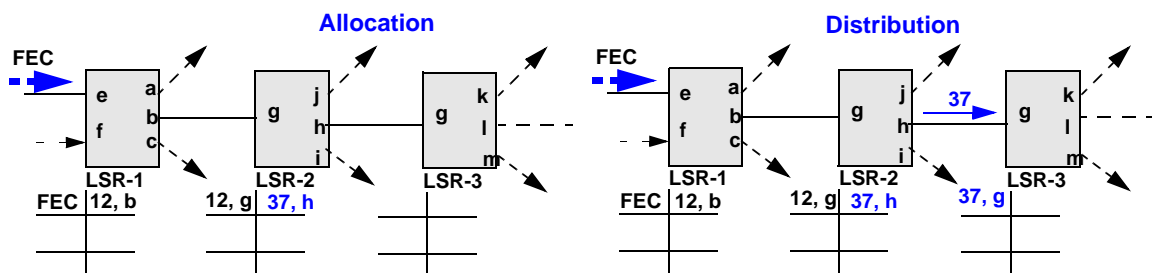 Allocation
FEC
e
f
a
b
c
g
j
h
i
g
k
l
m
LSR-1
LSR-2
LSR-3
FEC 12, b
12, g 37, h
Distribution
FEC
e
f
a
b
c
g
j
h
i
37
g
k
l
m
LSR-1
LSR-2
LSR-3
FEC 12, b
12, g 37, h
37, g